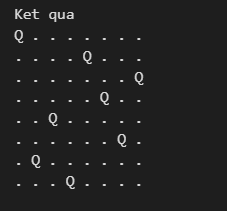 Ket qua
Q . . . . . . .
. . . . Q . . .
. . . . . . . Q
. . . . . Q . .
. . Q . . . . .
. . . . . . Q .
. Q . . . . . .
. . . Q . . . .